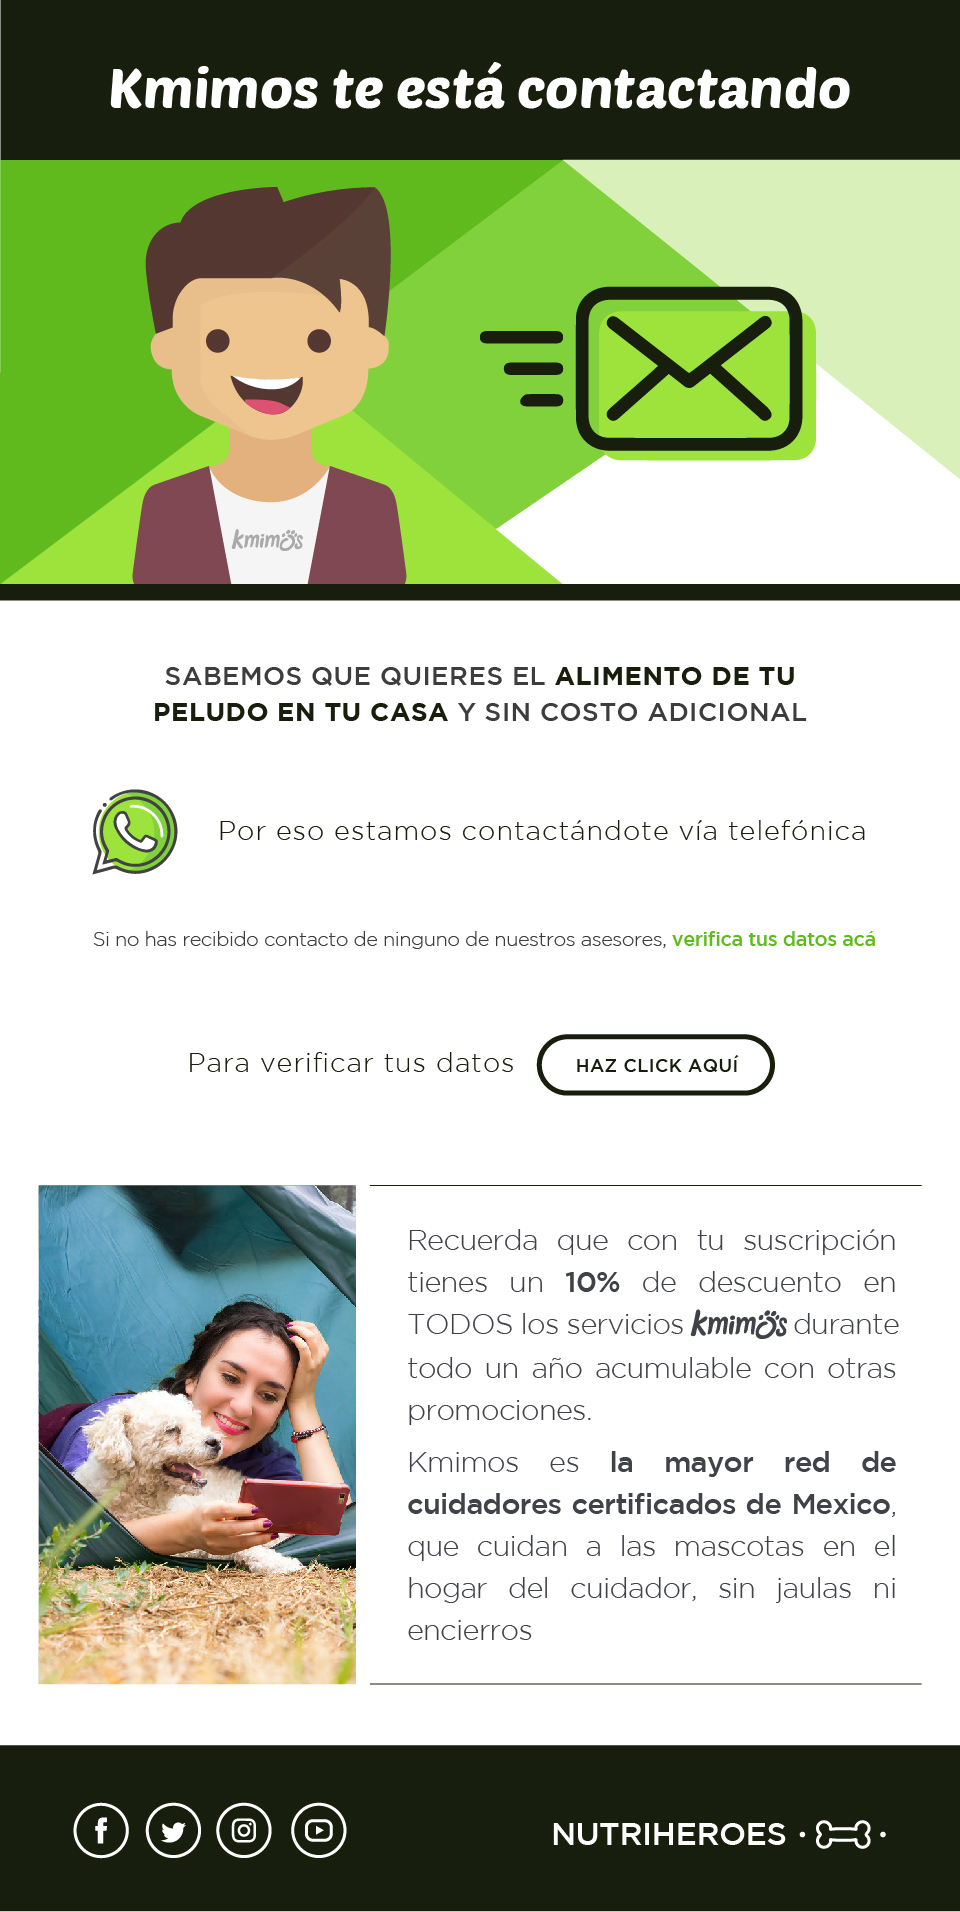 Kmimos te está contactando
kmimos
SABEMOS QUE QUIERES EL ALIMENTO DE TU
PELUDO EN TU CASA Y SIN COSTO ADICIONAL
Por eso estamos contactándote vía telefónica
Si no has recibido contacto de ninguno de nuestros asesores, verifica tus datos acá
Para verificar tus datos HAZ CLICK AQUÍ
Recuerda que con tu suscripción
tienes un 10% de descuento en
TODOS los servicios kmimos durante
todo un año acumulable con otras
promociones.
Kmimos es la mayor red de
cuidadores certificados de Mexico,
que cuidan a las mascotas en el
hogar del cuidador, sin jaulas ni
encierros
NUTRIHEROES